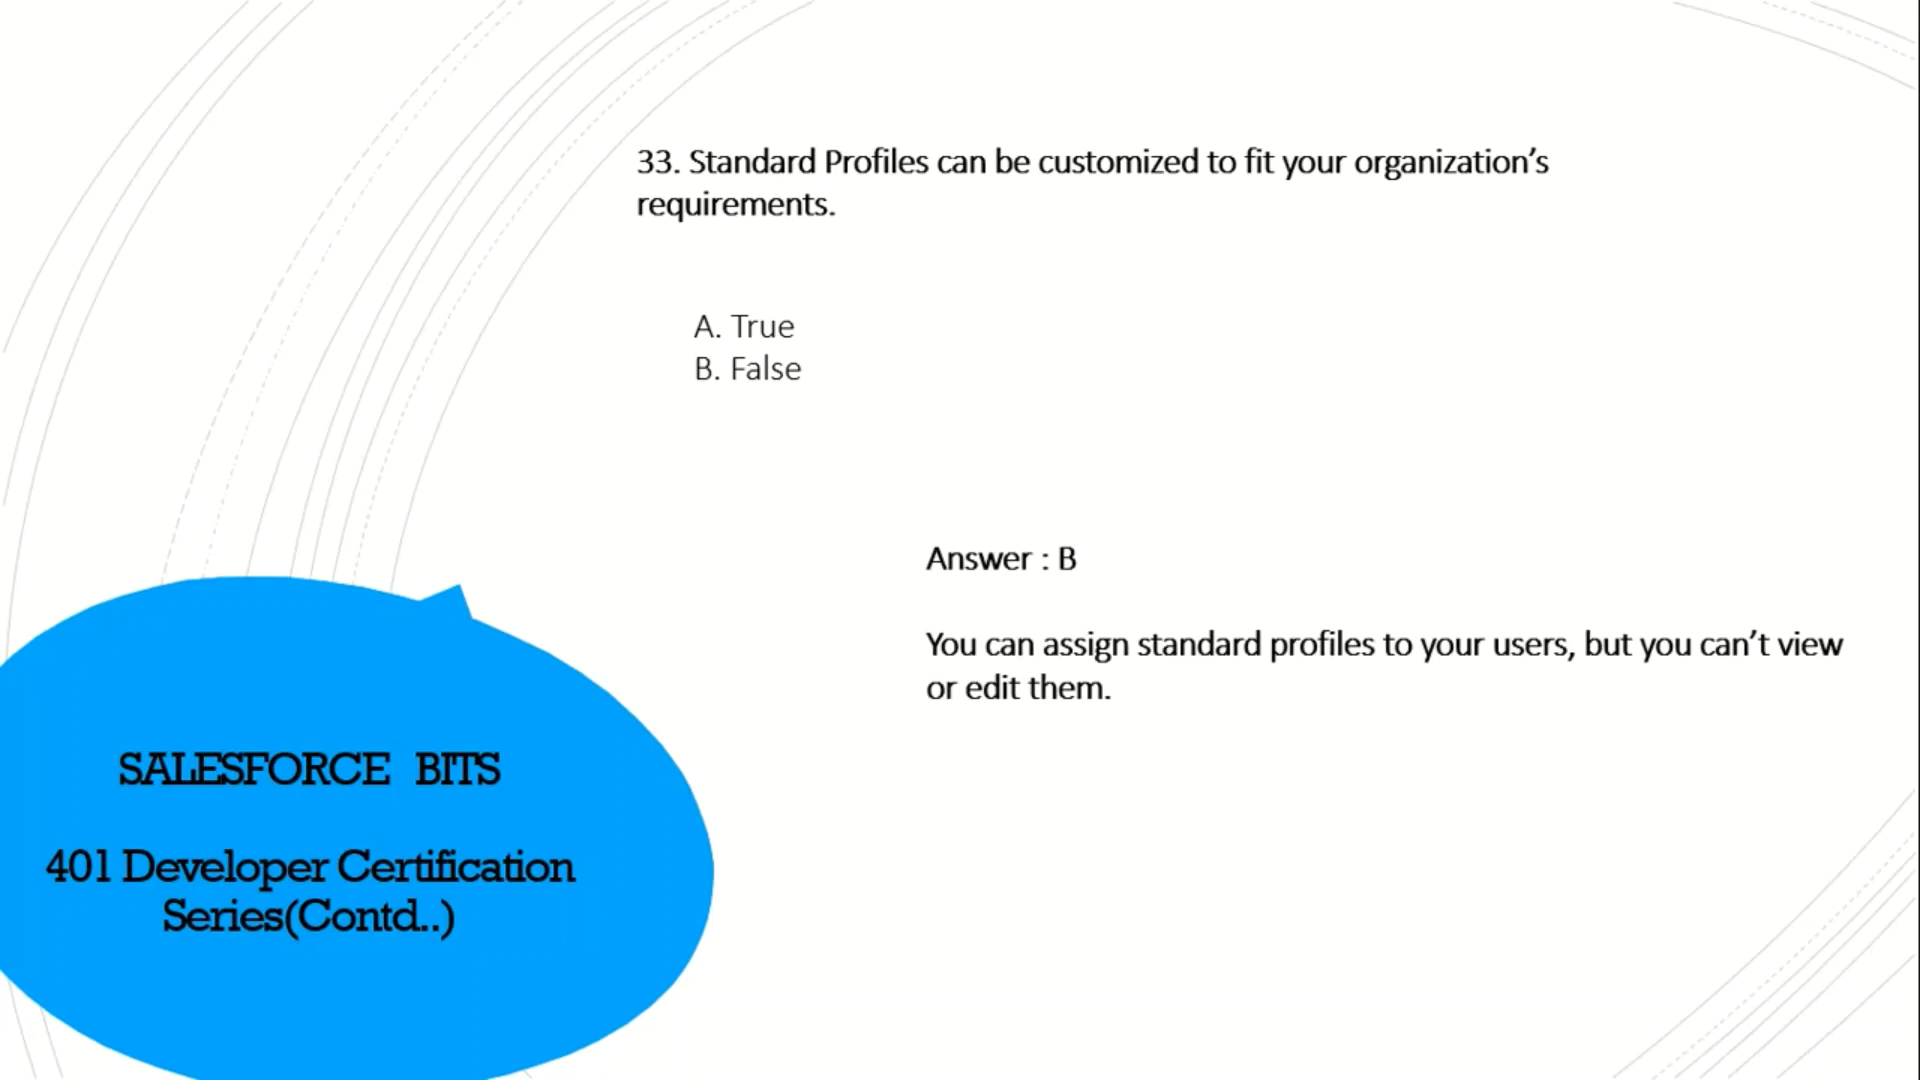 33. Standard Profiles can be customized to fit your organization’s
requirements.
A. True
B. False
Answer : B
You can assign standard profiles to your users, but you can’t view
or edit them.
SALESFORCE BITS
401 Developer Certification
Series(Contd..)